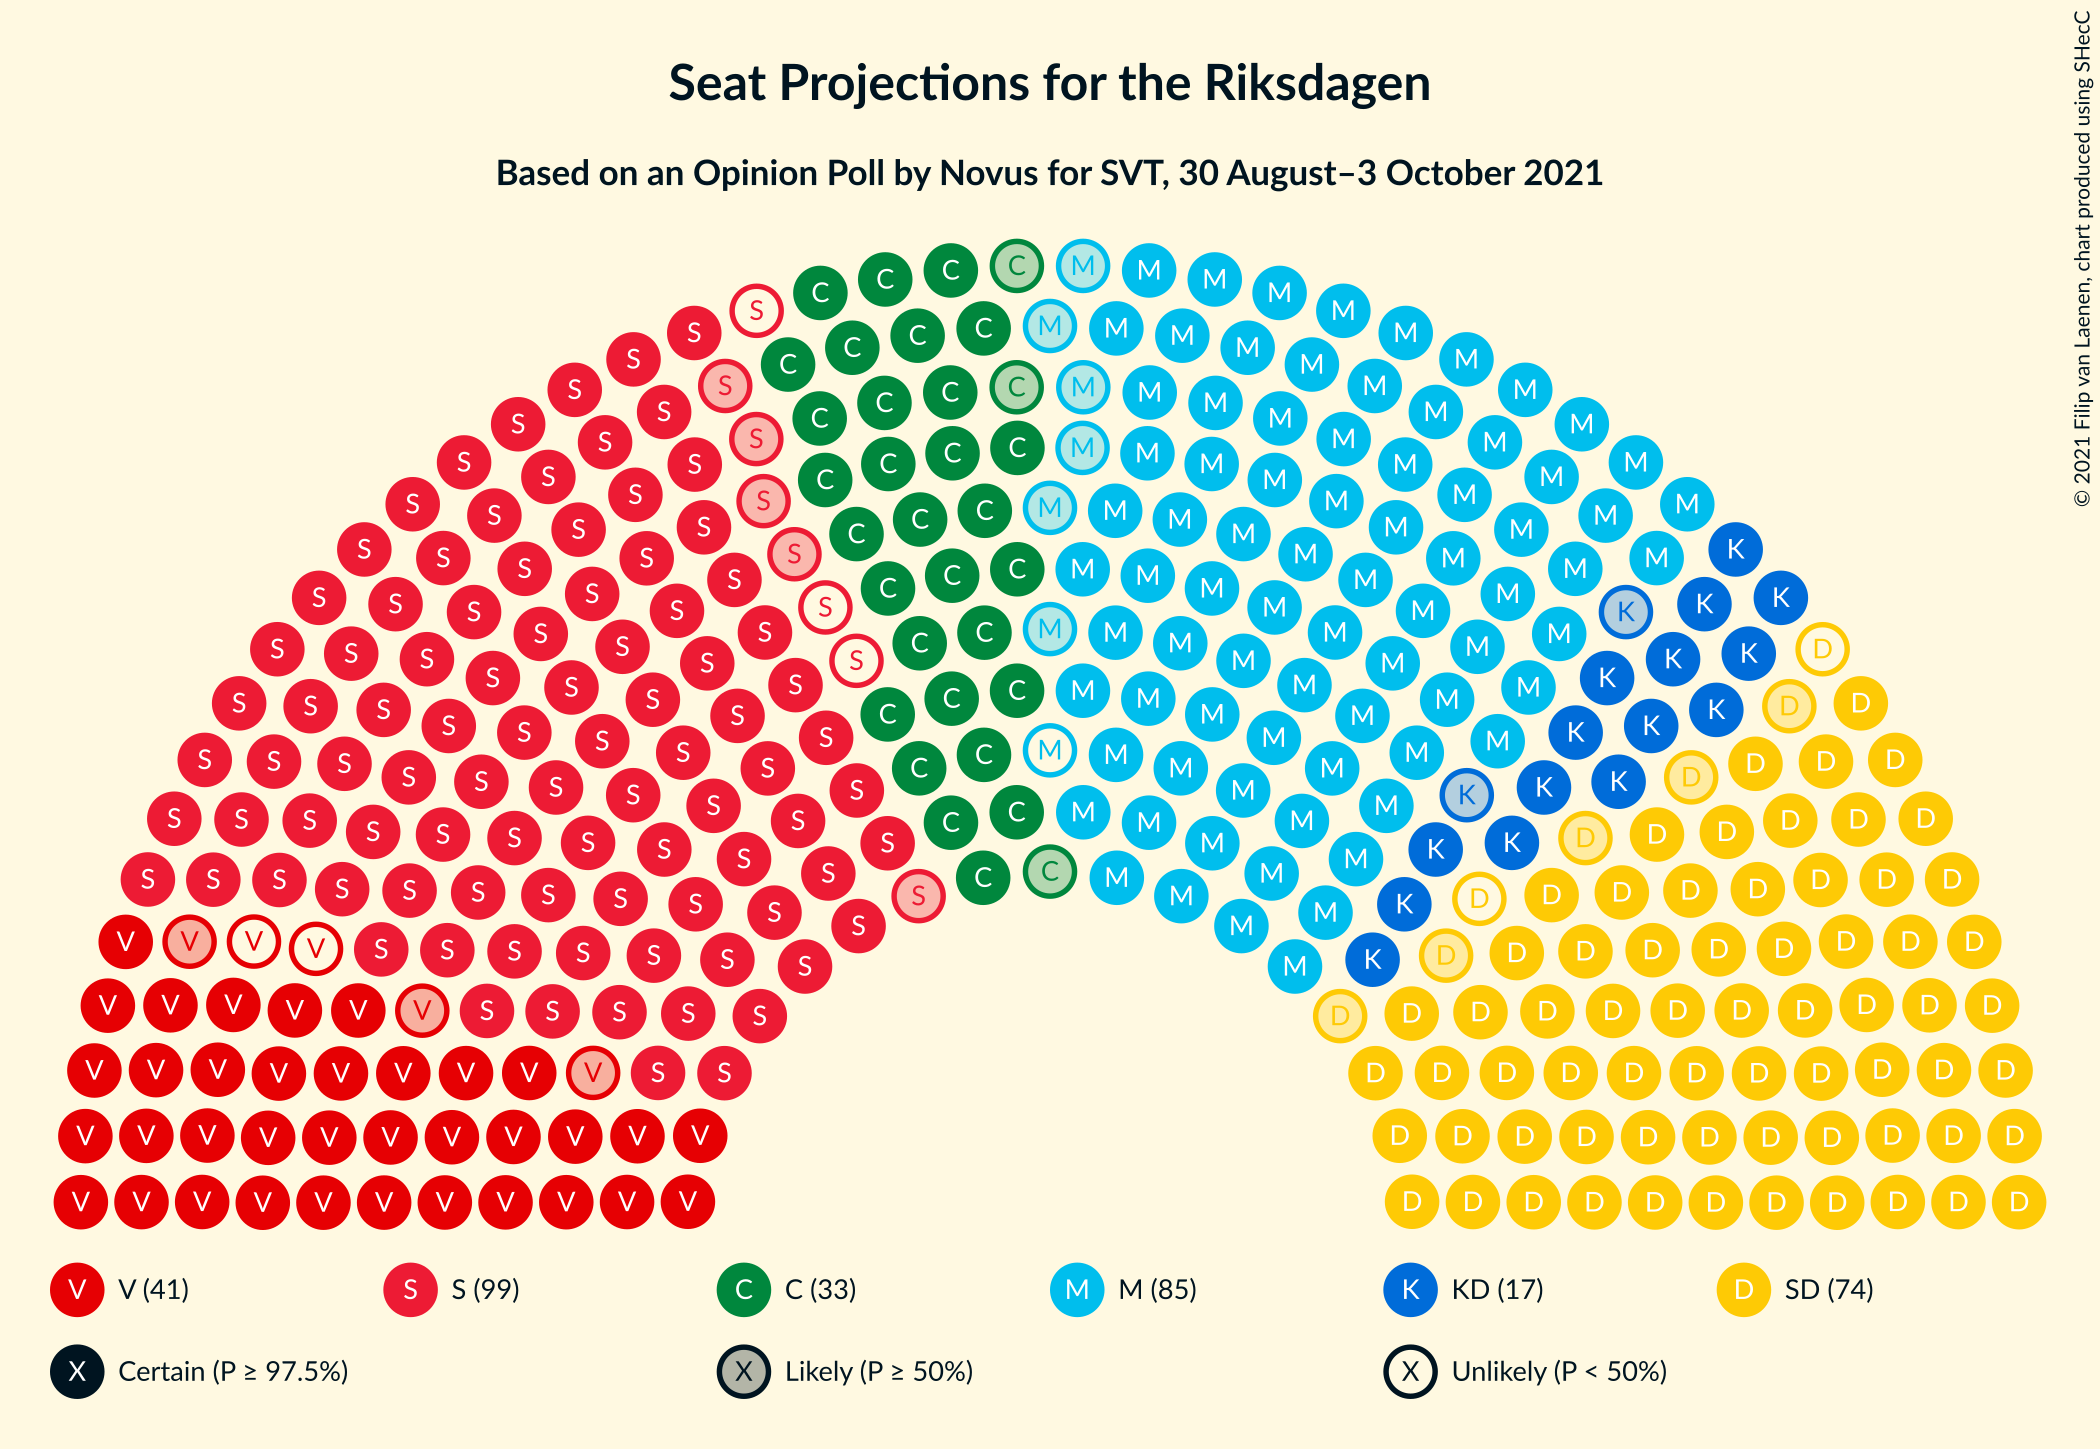 Seat Projections for the Riksdagen
Based on an Opinion Poll by Novus for SVT, 30 August–3 October 2021
© 2021 Filip van Laenen, chart produced using SHecC
V V (41) S S (99) C C (33) M M (85) K KD (17) D SD (74)
X Certain (P ≥ 97.5%) X Likely (P ≥ 50%) X Unlikely (P < 50%)